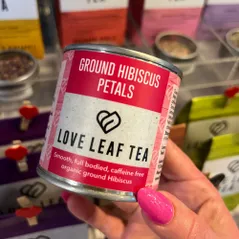 GROUND HIBISCUS
PETALS
LOVE LEAF TEA
Smooth, full bodied, caffeine free
organic ground Hibiscus